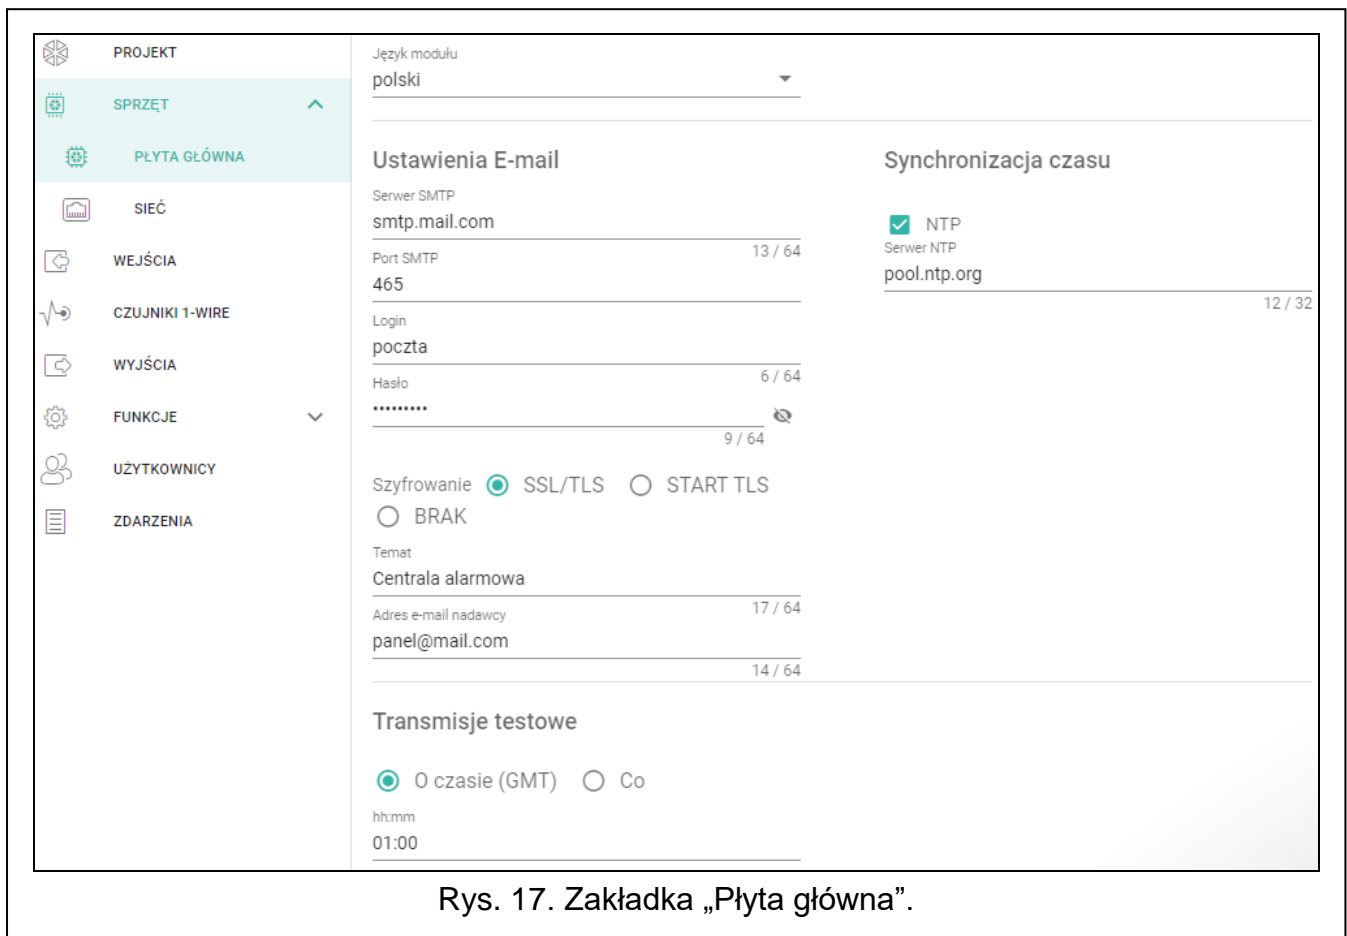 PROJEKT
SPRZĘT
PŁYTA GŁÓWNA
SIEĆ
WEJŚCIA
CZUJNIKI 1-WIRE
WYJŚCIA
FUNKCJE
UŻYTKOWNICY
ZDARZENIA
Język modułu
polski
Ustawienia E-mail
Serwer SMTP
smtp.mail.com
13 / 64
Port SMTP
465
Login
poczta
6 / 64
Hasło
•••••••••
9 / 64
Szyfrowanie SSL/TLS START TLS
BRAK
Temat
Centrala alarmowa
17 / 64
Adres e-mail nadawcy
panel@mail.com
14 / 64
Synchronizacja czasu
NTP
Serwer NTP
pool.ntp.org
12 / 32
Transmisje testowe
O czasie (GMT) Co
hh:mm
01:00
Rys. 17. Zakładka „Płyta główna”.